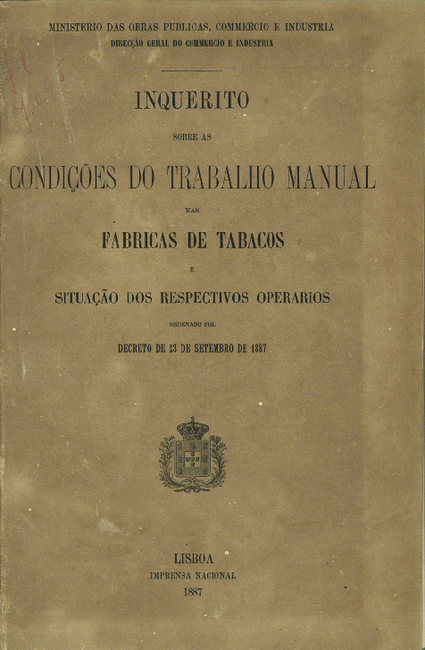 MINISTERIO DAS OBRAS PUBLICAS, COMMERCIO E INDUSTRIA
DIRECÇÃO GERAL DO COMMERCIO E INDUSTRIA
INQUERITO
SOBRE AS
CONDIÇÕES DO TRABALHO MANUAL
NAS
FABRICAS DE TABACOS
E
SITUAÇÃO DOS RESPECTIVOS OPERARIOS
ORDENADO POR
DECRETO DE 23 DE SETEMBRO DE 1887
LISBOA
IMPRENSA NACIONAL
1887